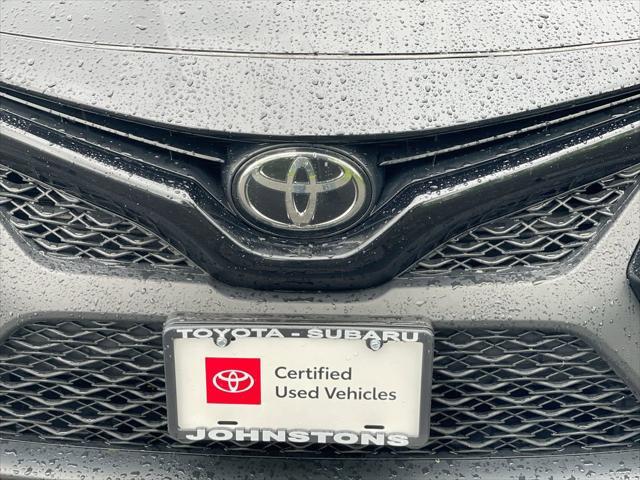 TOYOTA - SUBARU
Certified
Used Vehicles
JOHNSTONS